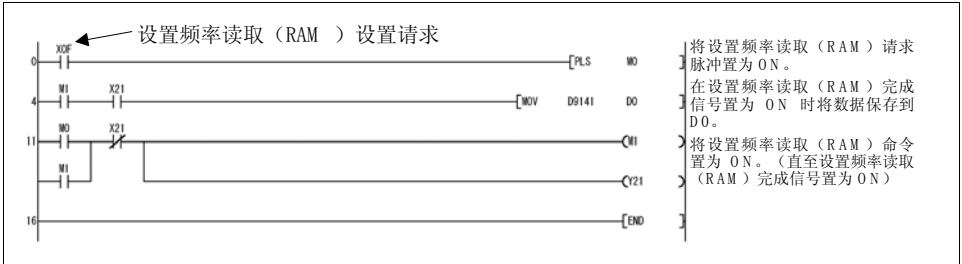 设置频率读取（RAM ）设置请求
X0F
0 PLS M0
将设置频率读取（RAM）请求
脉冲置为ON。
M1 X21
4 MOV D9141 D0
在设置频率读取（RAM）完成
信号置为 ON 时将数据保存到
D0。
M0 X21
11 M1
将设置频率读取（RAM）命令
置为 ON。（直至设置频率读取
（RAM）完成信号置为ON）
M1
Y21
16 END